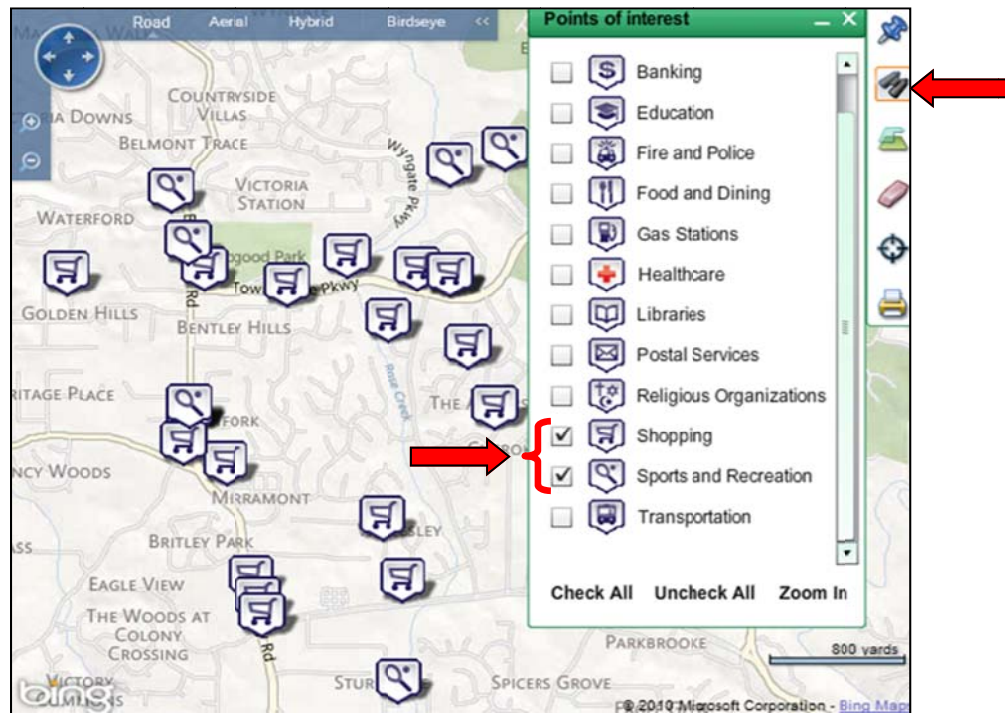 Road Aerial Hybrid Birdseye <<
Points of interest
Banking
Education
Fire and Police
Food and Dining
Gas Stations
Healthcare
Libraries
Postal Services
Religious Organizations
Shopping
Sports and Recreation
Transportation
Check All Uncheck All Zoom In
COUNTRYSIDE
VILLAS
DOWNS
BELMONT TRACE
Wyngate Pkwy
VICTORIA
STATION
WATERFORD
Park
Pkwy
GOLDEN HILLS
Rd
BENTLEY HILLS
Rose Creek
PLACE
THE
WOODS
MIRRAMONT
BRITLEY PARK
EAGLE VIEW
THE WOODS AT
COLONY
CROSSING
Rd
PARKBROOKE
800 yards
VICTORY
COMMONS
bing
SPICERS GROVE
© 2010 Microsoft Corporation - Bing Maps